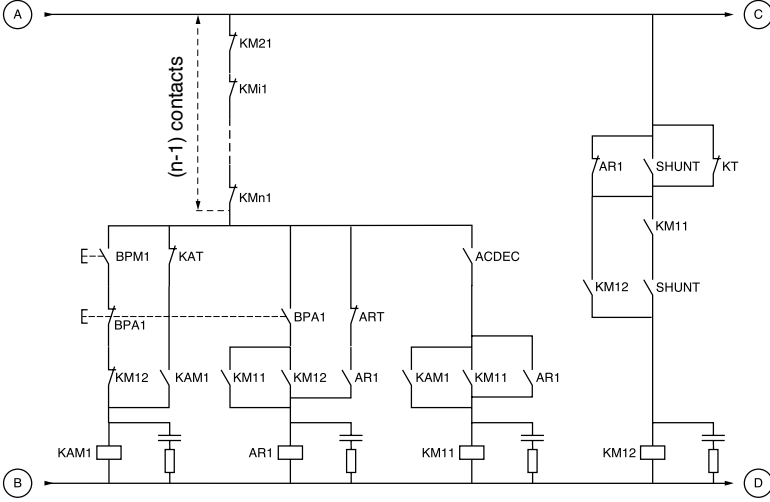 A
C
KM21
KMi1
(n-1) contacts
AR1
SHUNT
KT
KMn1
KM11
BPM1
KAT
ACDEC
KM12
SHUNT
BPA1
BPA1
ART
KM12
KAM1
KM11
KM12
AR1
KAM1
KM11
AR1
KAM1
AR1
KM11
KM12
B
D